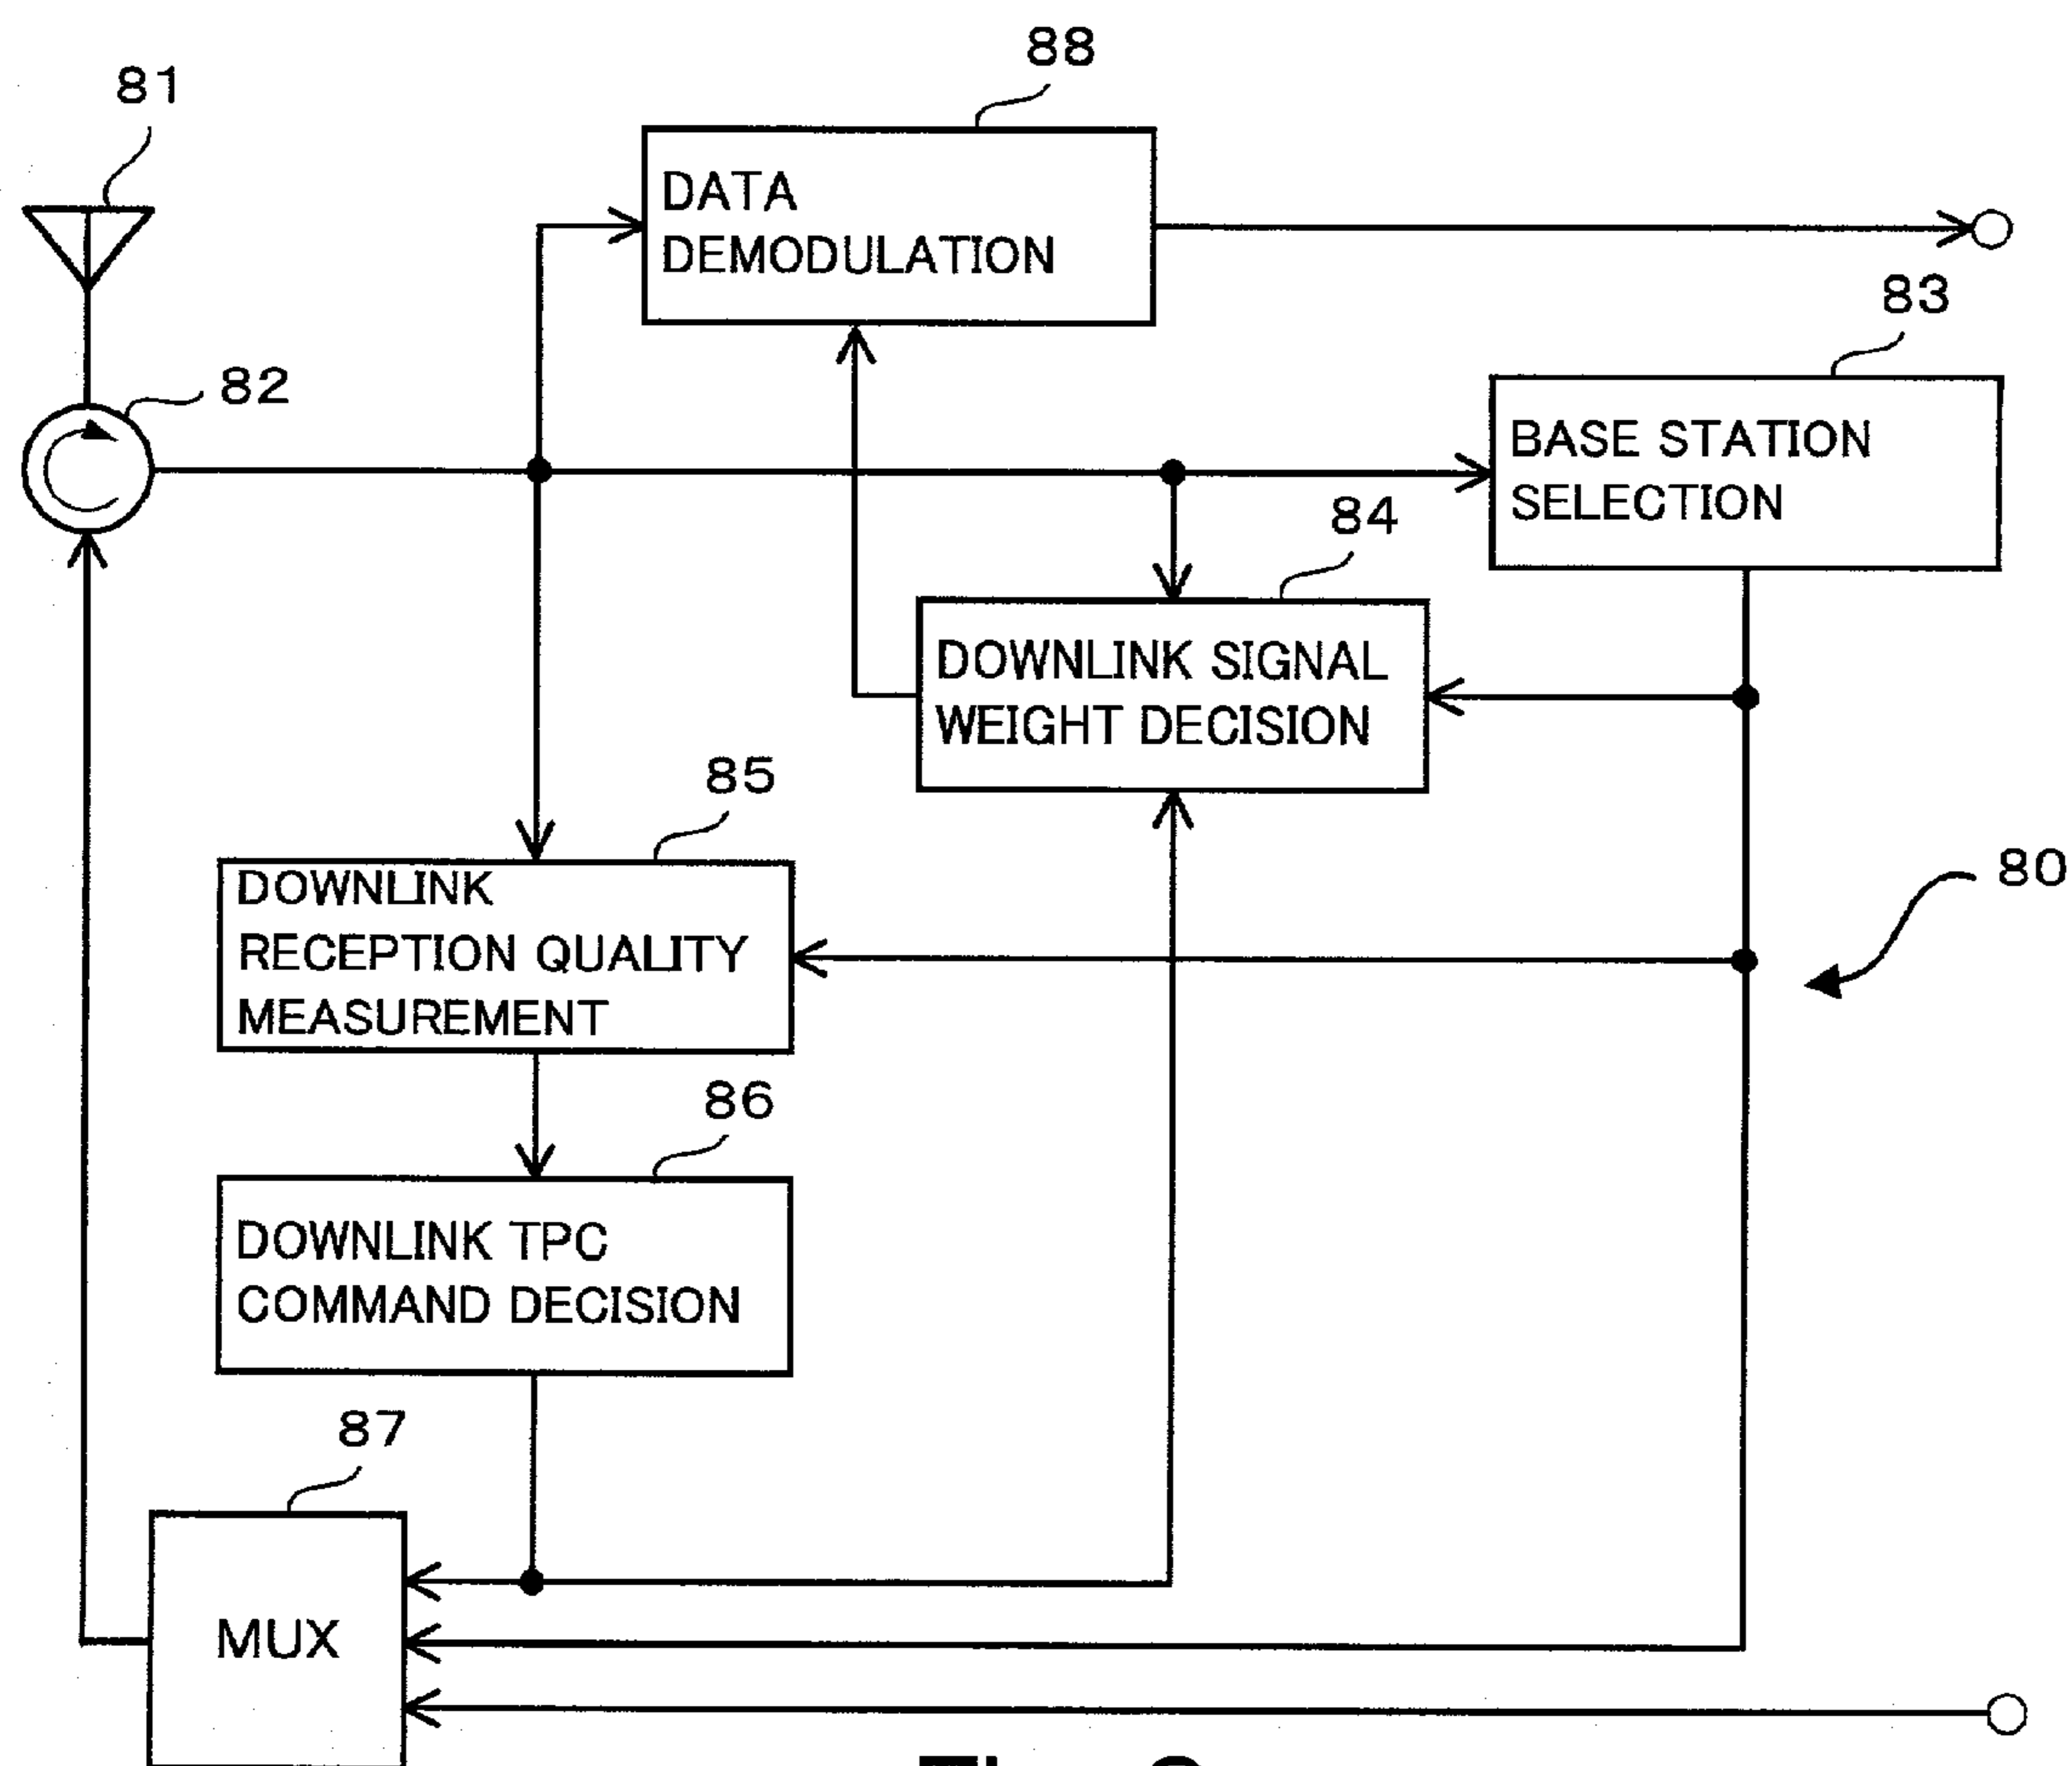 88
81
DATA
DEMODULATION
83
82
BASE STATION
SELECTION
84
DOWNLINK SIGNAL
WEIGHT DECISION
85
80
DOWNLINK
RECEPTION QUALITY
MEASUREMENT
86
DOWNLINK TPC
COMMAND DECISION
87
MUX